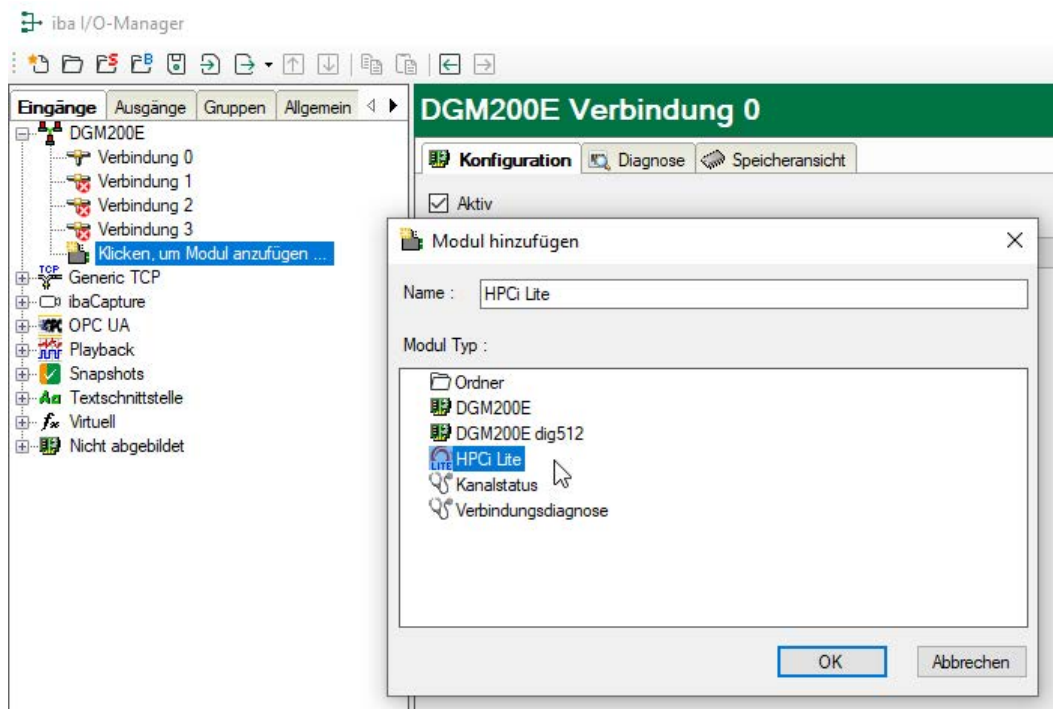 iba I/O-Manager
Eingänge Ausgänge Gruppen Allgemein
DGM200E
Verbindung 0
Verbindung 1
Verbindung 2
Verbindung 3
Klicken, um Modul anzufügen ...
Generic TCP
ibaCapture
OPC UA
Playback
Snapshots
Textschnittstelle
Virtuell
Nicht abgebildet
DGM200E Verbindung 0
Konfiguration Diagnose Speicheransicht
Aktiv
Modul hinzufügen
Name : HPCi Lite
Modul Typ :
Ordner
DGM200E
DGM200E dig512
HPCi Lite
Kanalstatus
Verbindungsdiagnose
OK Abbrechen